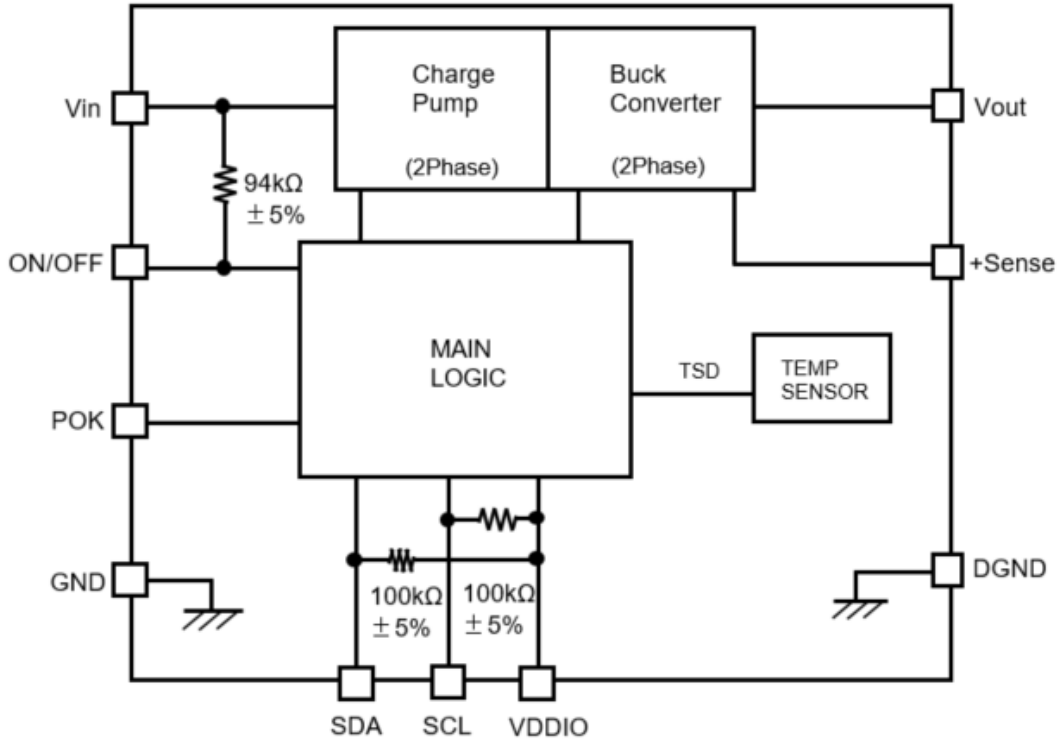 Charge
Pump
(2Phase)
Buck
Converter
(2Phase)
Vin
Vout
94kΩ
±5%
ON/OFF
+Sense
MAIN
LOGIC
TSD
TEMP
SENSOR
POK
GND
DGND
100kΩ
±5%
100kΩ
±5%
SDA
SCL
VDDIO